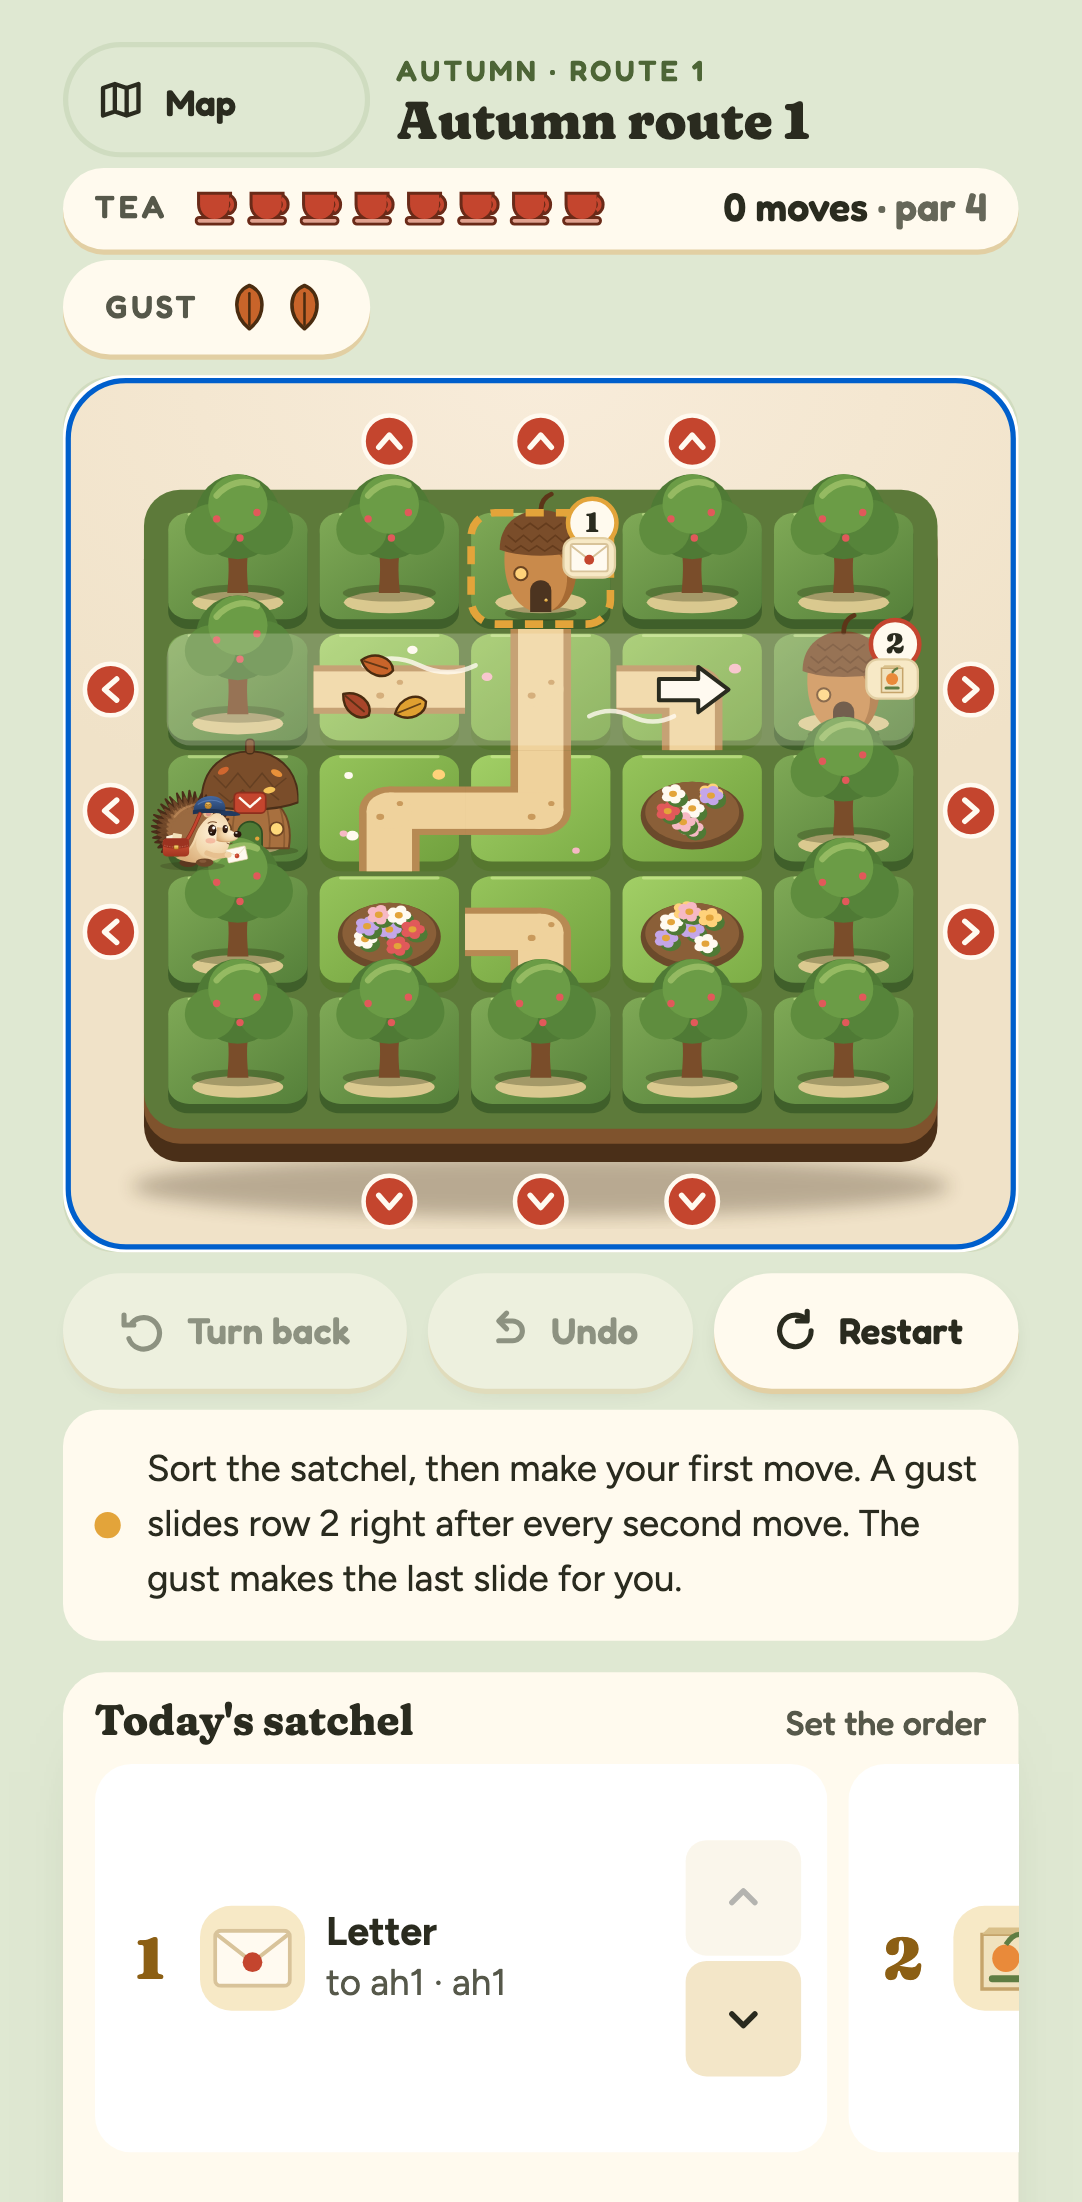 Map
AUTUMN · ROUTE 1
Autumn route 1
TEA
0 moves · par 4
GUST
1
2
Turn back
Undo
Restart
Sort the satchel, then make your first move. A gust
slides row 2 right after every second move. The
gust makes the last slide for you.
Today's satchel
Set the order
1
Letter
to ah1 · ah1
2